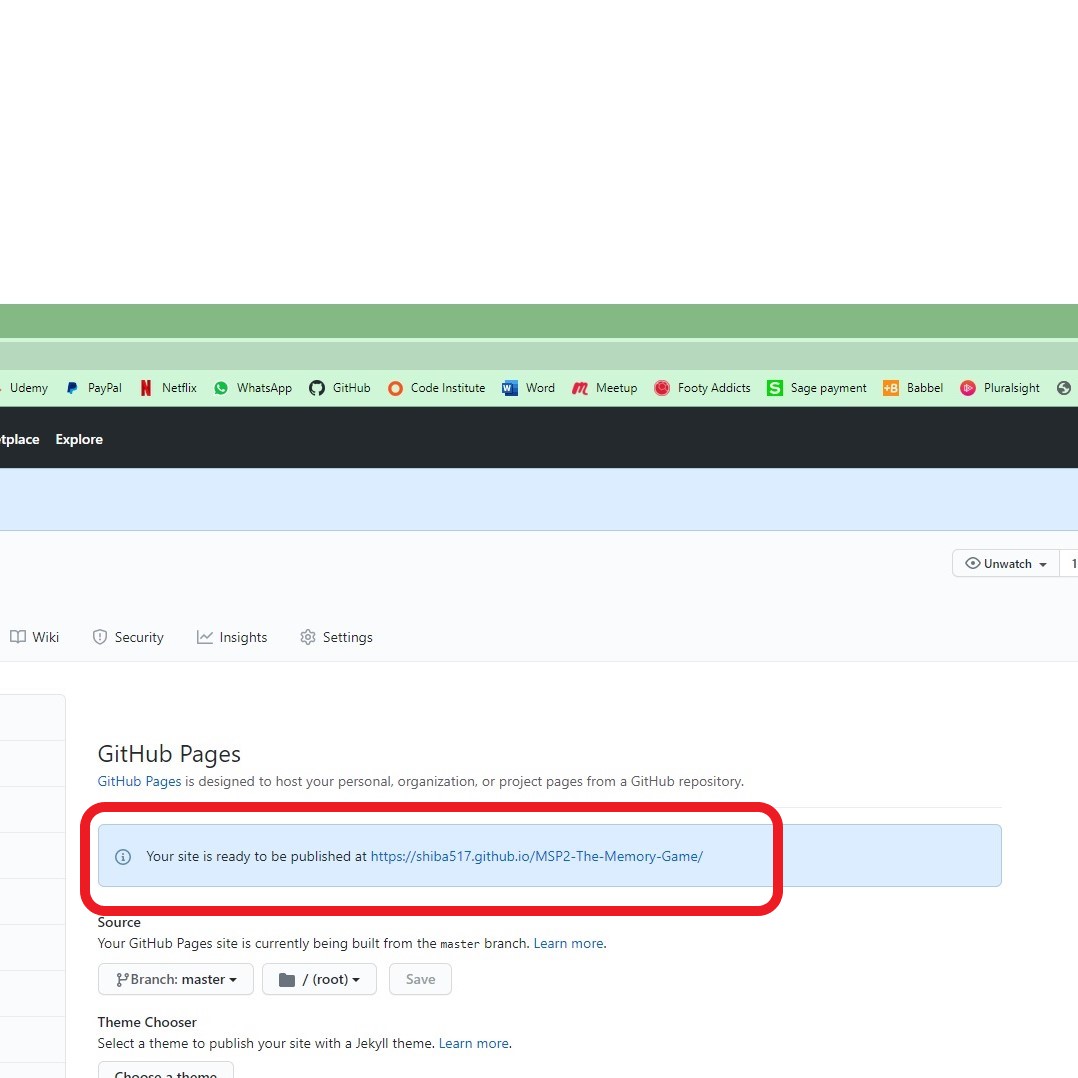 Udemy PayPal Netflix WhatsApp GitHub Code Institute Word Meetup Footy Addicts Sage payment Babbel Pluralsight
tplace Explore
Unwatch 1
Wiki Security Insights Settings
GitHub Pages
GitHub Pages is designed to host your personal, organization, or project pages from a GitHub repository.
Your site is ready to be published at https://shiba517.github.io/MSP2-The-Memory-Game/
Source
Your GitHub Pages site is currently being built from the master branch. Learn more.
Branch: master / (root) Save
Theme Chooser
Select a theme to publish your site with a Jekyll theme. Learn more.
Choose a theme